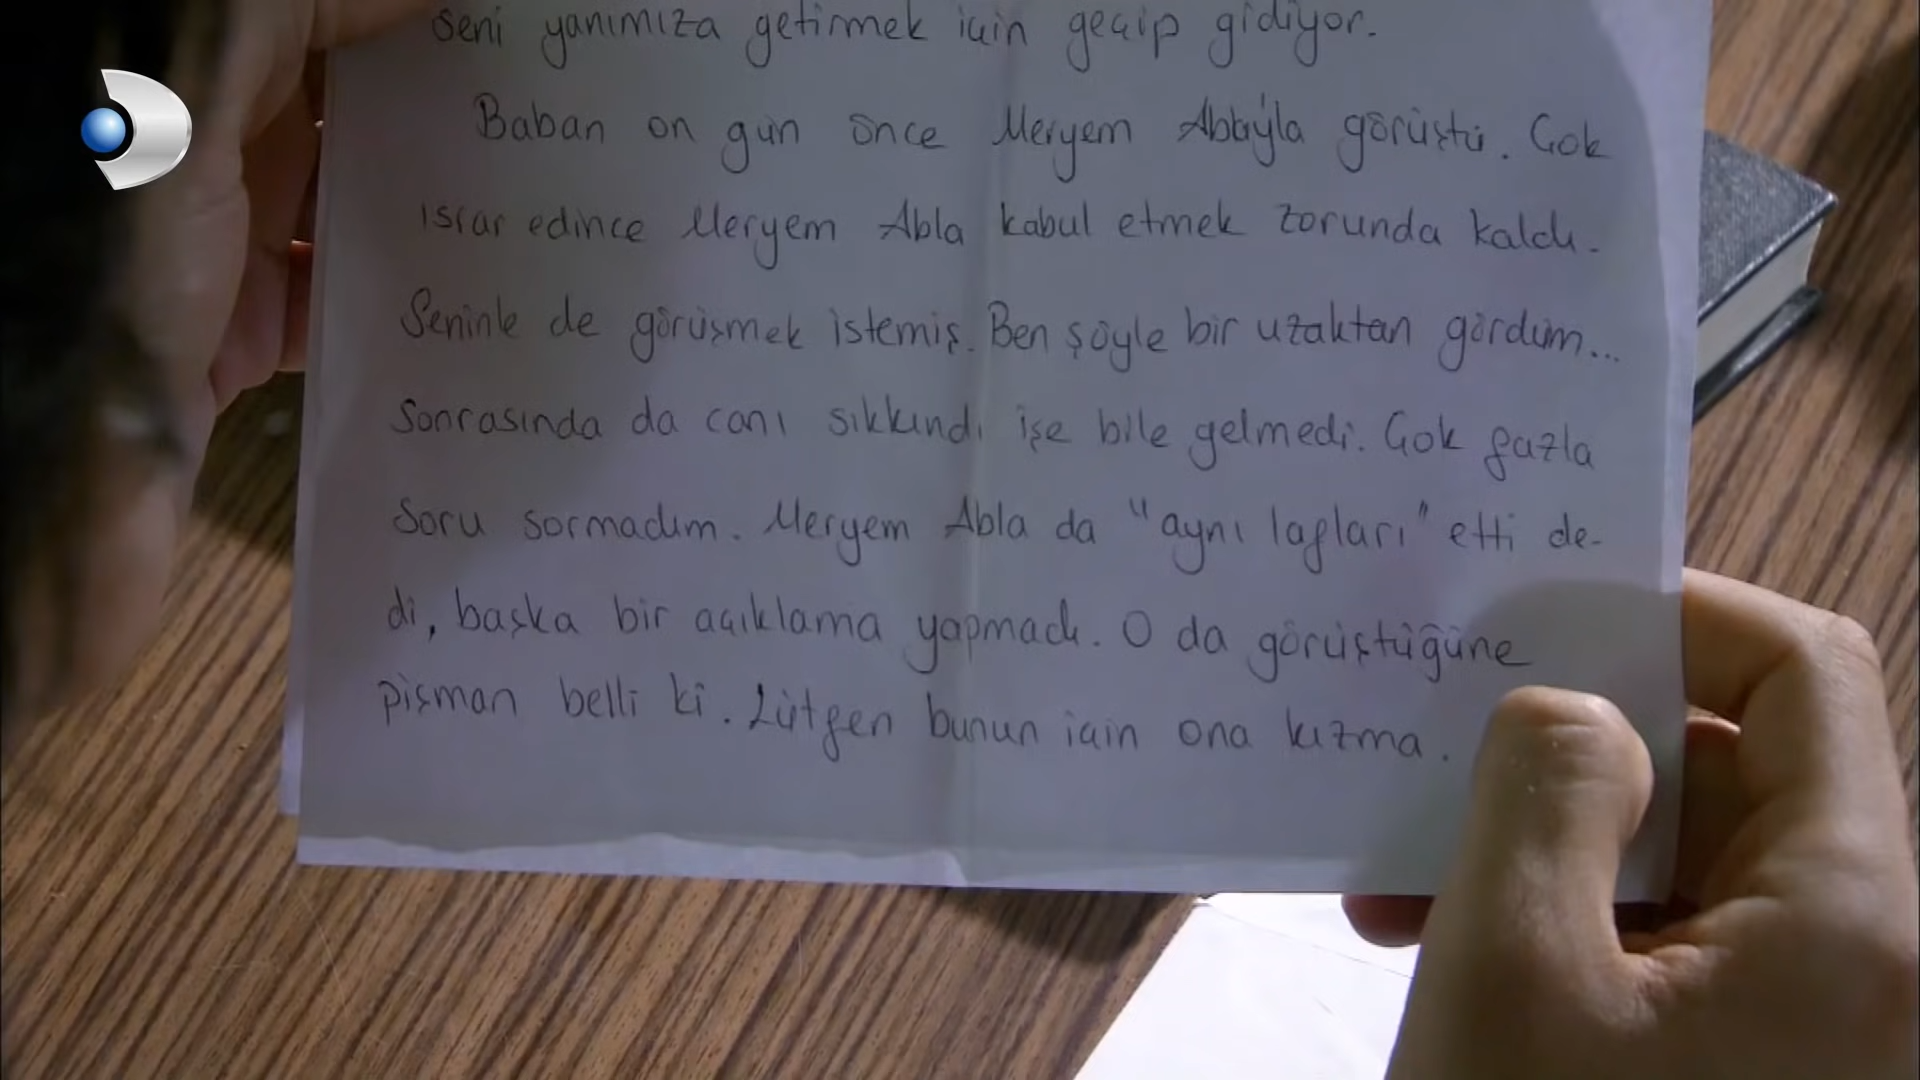 seni yanımıza getirmek için geçip gidiyor.
Baban on gün önce Meryem Abla'yla görüştü. Çok
ısrar edince Meryem Abla kabul etmek zorunda kaldı.
Seninle de görüşmek istemiş. Ben şöyle bir uzaktan gördüm...
Sonrasında da canı sıkkındı işe bile gelmedi. Çok fazla
soru sormadım. Meryem Abla da "aynı lafları" etti de-
di, başka bir açıklama yapmadı. O da görüştüğüne
pişman belli ki. Lütfen bunun için ona kızma.